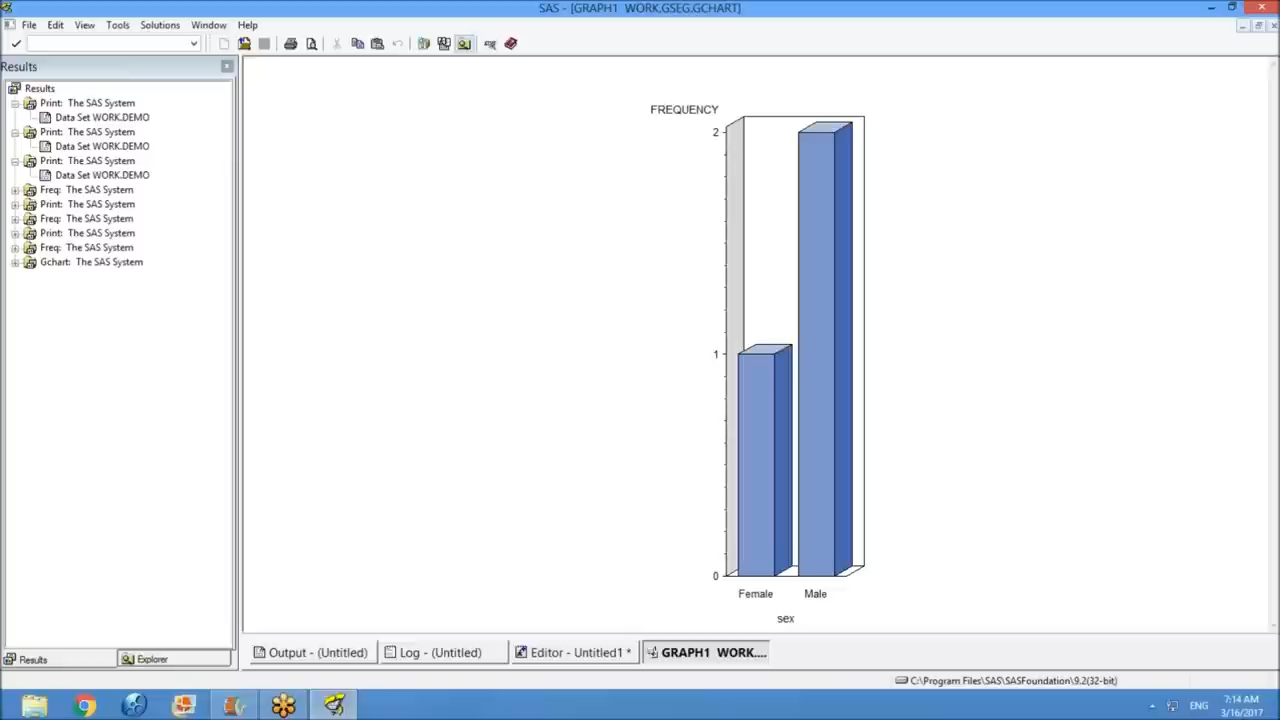 SAS - [GRAPH1 WORK.GSEG.GCHART]
File Edit View Tools Solutions Window Help
Results
Results
Print: The SAS System
Data Set WORK.DEMO
Print: The SAS System
Data Set WORK.DEMO
Print: The SAS System
Data Set WORK.DEMO
Freq: The SAS System
Print: The SAS System
Freq: The SAS System
Print: The SAS System
Freq: The SAS System
Gchart: The SAS System
FREQUENCY
2
1
0
Female Male
sex
Results Explorer
Output - (Untitled) Log - (Untitled) Editor - Untitled1 * GRAPH1 WORK....
C:\Program Files\SAS\SASFoundation\9.2(32-bit)
ENG
7:14 AM
3/16/2017